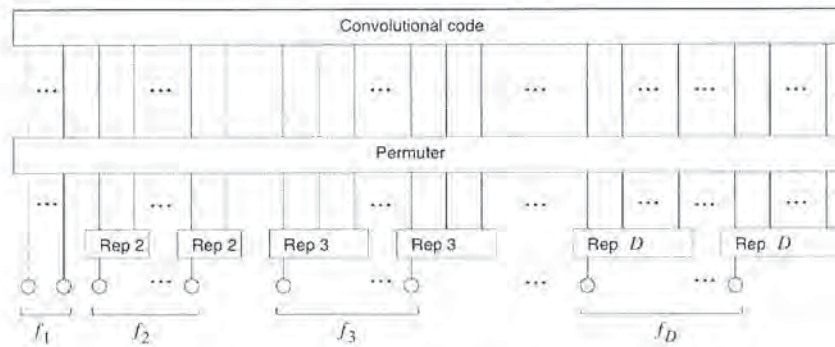 Convolutional code
... ... ... ... ... ... ...
Permuter
... ... ... ... ... ...
Rep 2 Rep 2 Rep 3 Rep 3 Rep D Rep D
... ... ... ...
f1 f2 f3 fD